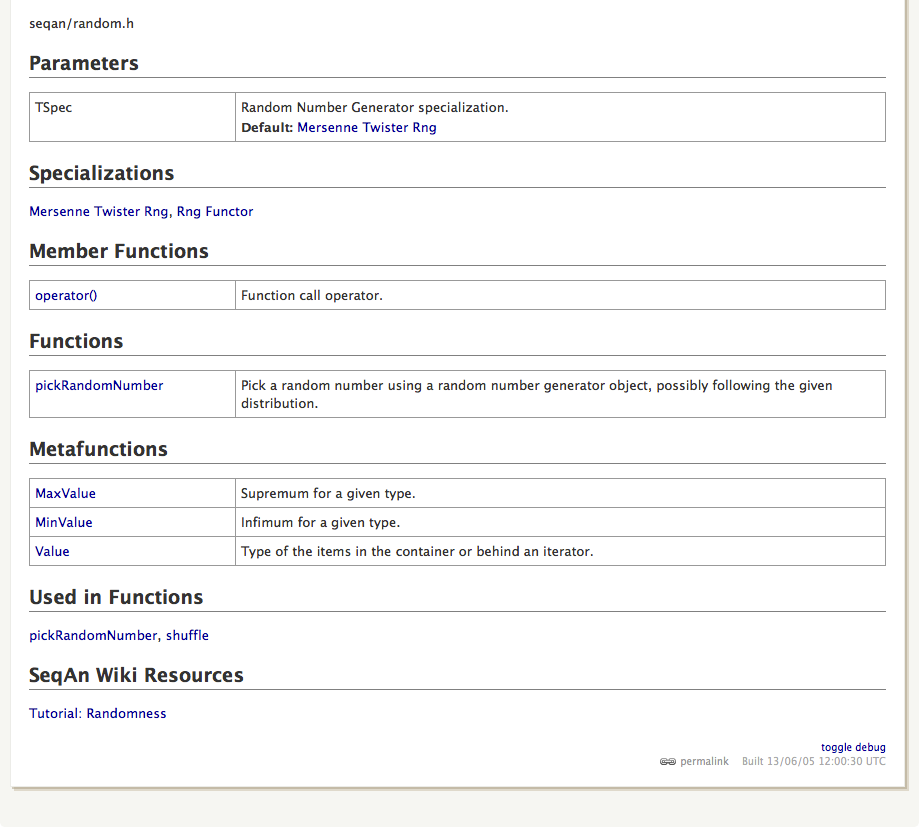 seqan/random.h
Parameters
TSpec
Random Number Generator specialization.
Default: Mersenne Twister Rng
Specializations
Mersenne Twister Rng, Rng Functor
Member Functions
operator()
Function call operator.
Functions
pickRandomNumber
Pick a random number using a random number generator object, possibly following the given
distribution.
Metafunctions
MaxValue
Supremum for a given type.
MinValue
Infimum for a given type.
Value
Type of the items in the container or behind an iterator.
Used in Functions
pickRandomNumber, shuffle
SeqAn Wiki Resources
Tutorial: Randomness
toggle debug
permalink Built 13/06/05 12:00:30 UTC